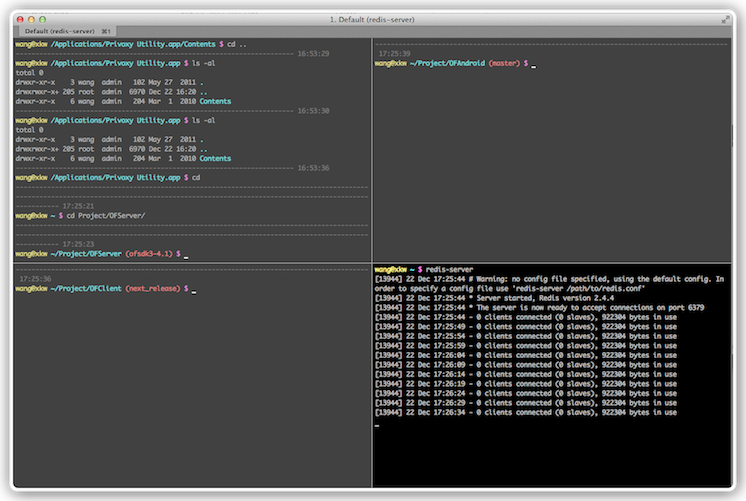 1. Default (redis-server)
Default (redis-server) ⌘1
wang@xkw /Applications/Privaxy Utility.app/Contents $ cd ..
16:53:29
wang@xkw /Applications/Privaxy Utility.app $ ls -al
total 0
drwxr-xr-x 3 wang admin 102 May 27 2011 .
drwxrwxr-x+ 205 root admin 6970 Dec 22 16:20 ..
drwxr-xr-x 6 wang admin 204 Mar 1 2010 Contents
16:53:30
wang@xkw /Applications/Privaxy Utility.app $ ls -al
total 0
drwxr-xr-x 3 wang admin 102 May 27 2011 .
drwxrwxr-x+ 205 root admin 6970 Dec 22 16:20 ..
drwxr-xr-x 6 wang admin 204 Mar 1 2010 Contents
16:53:36
wang@xkw /Applications/Privaxy Utility.app $ cd
17:25:21
wang@xkw ~ $ cd Project/OFServer/
17:25:23
wang@xkw ~/Project/OFServer (ofsdk3-4.1) $
17:25:39
wang@xkw ~/Project/OFAndroid (master) $
17:25:36
wang@xkw ~/Project/OFClient (next_release) $
wang@xkw ~ $ redis-server
[13944] 22 Dec 17:25:44 # Warning: no config file specified, using the default config. In
order to specify a config file use 'redis-server /path/to/redis.conf'
[13944] 22 Dec 17:25:44 * Server started, Redis version 2.4.4
[13944] 22 Dec 17:25:44 * The server is now ready to accept connections on port 6379
[13944] 22 Dec 17:25:44 - 0 clients connected (0 slaves), 922304 bytes in use
[13944] 22 Dec 17:25:49 - 0 clients connected (0 slaves), 922304 bytes in use
[13944] 22 Dec 17:25:54 - 0 clients connected (0 slaves), 922304 bytes in use
[13944] 22 Dec 17:25:59 - 0 clients connected (0 slaves), 922304 bytes in use
[13944] 22 Dec 17:26:04 - 0 clients connected (0 slaves), 922304 bytes in use
[13944] 22 Dec 17:26:09 - 0 clients connected (0 slaves), 922304 bytes in use
[13944] 22 Dec 17:26:14 - 0 clients connected (0 slaves), 922304 bytes in use
[13944] 22 Dec 17:26:19 - 0 clients connected (0 slaves), 922304 bytes in use
[13944] 22 Dec 17:26:24 - 0 clients connected (0 slaves), 922304 bytes in use
[13944] 22 Dec 17:26:29 - 0 clients connected (0 slaves), 922304 bytes in use
[13944] 22 Dec 17:26:34 - 0 clients connected (0 slaves), 922304 bytes in use